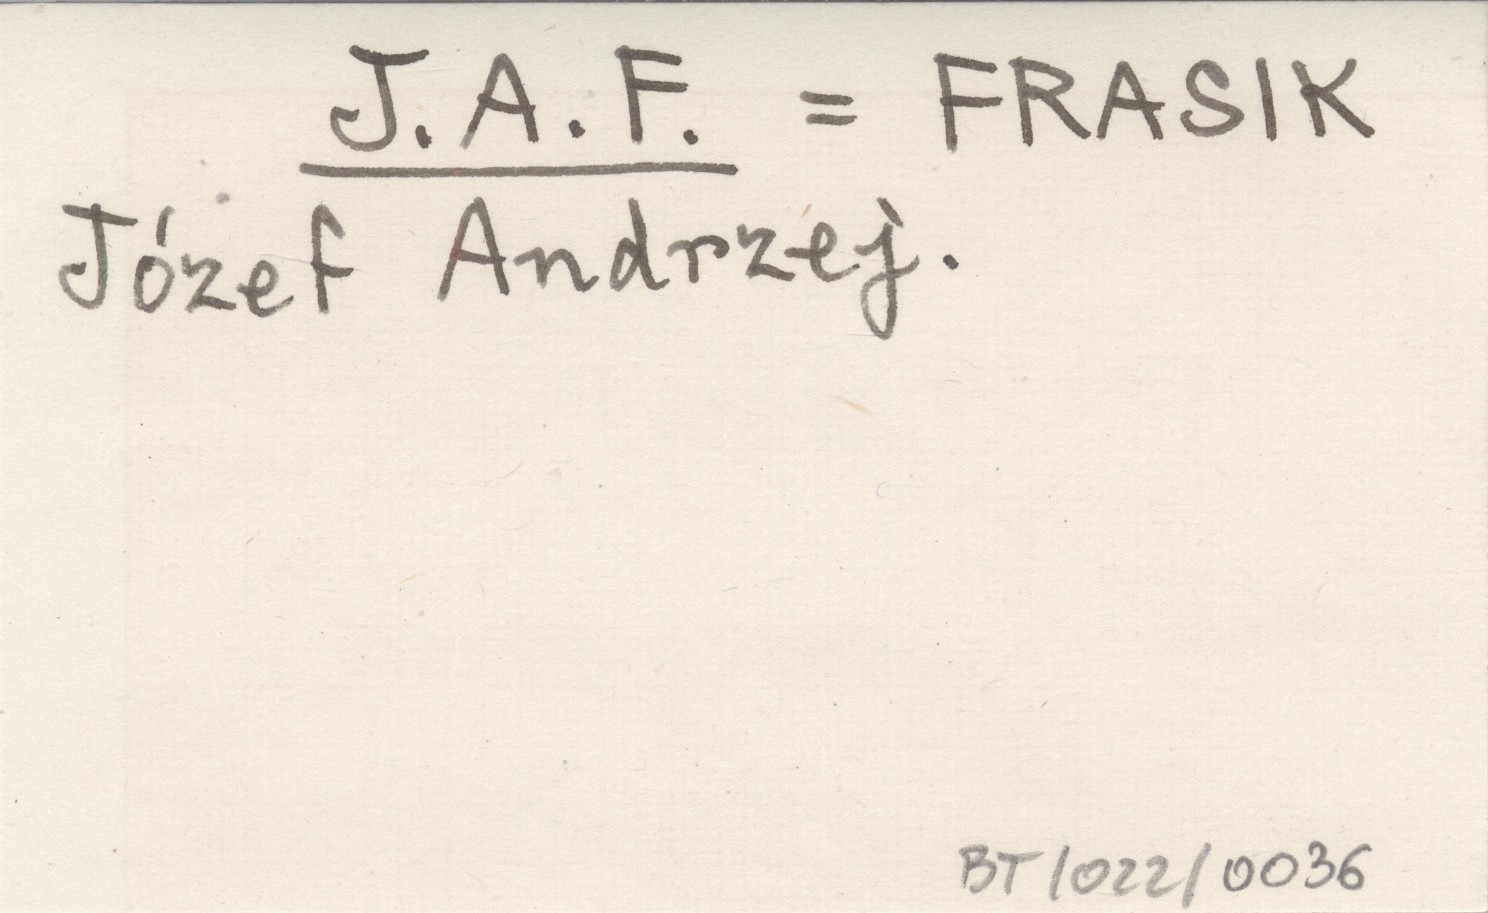 J.A.F. = FRASIK
Józef Andrzej.
BT/022/0036